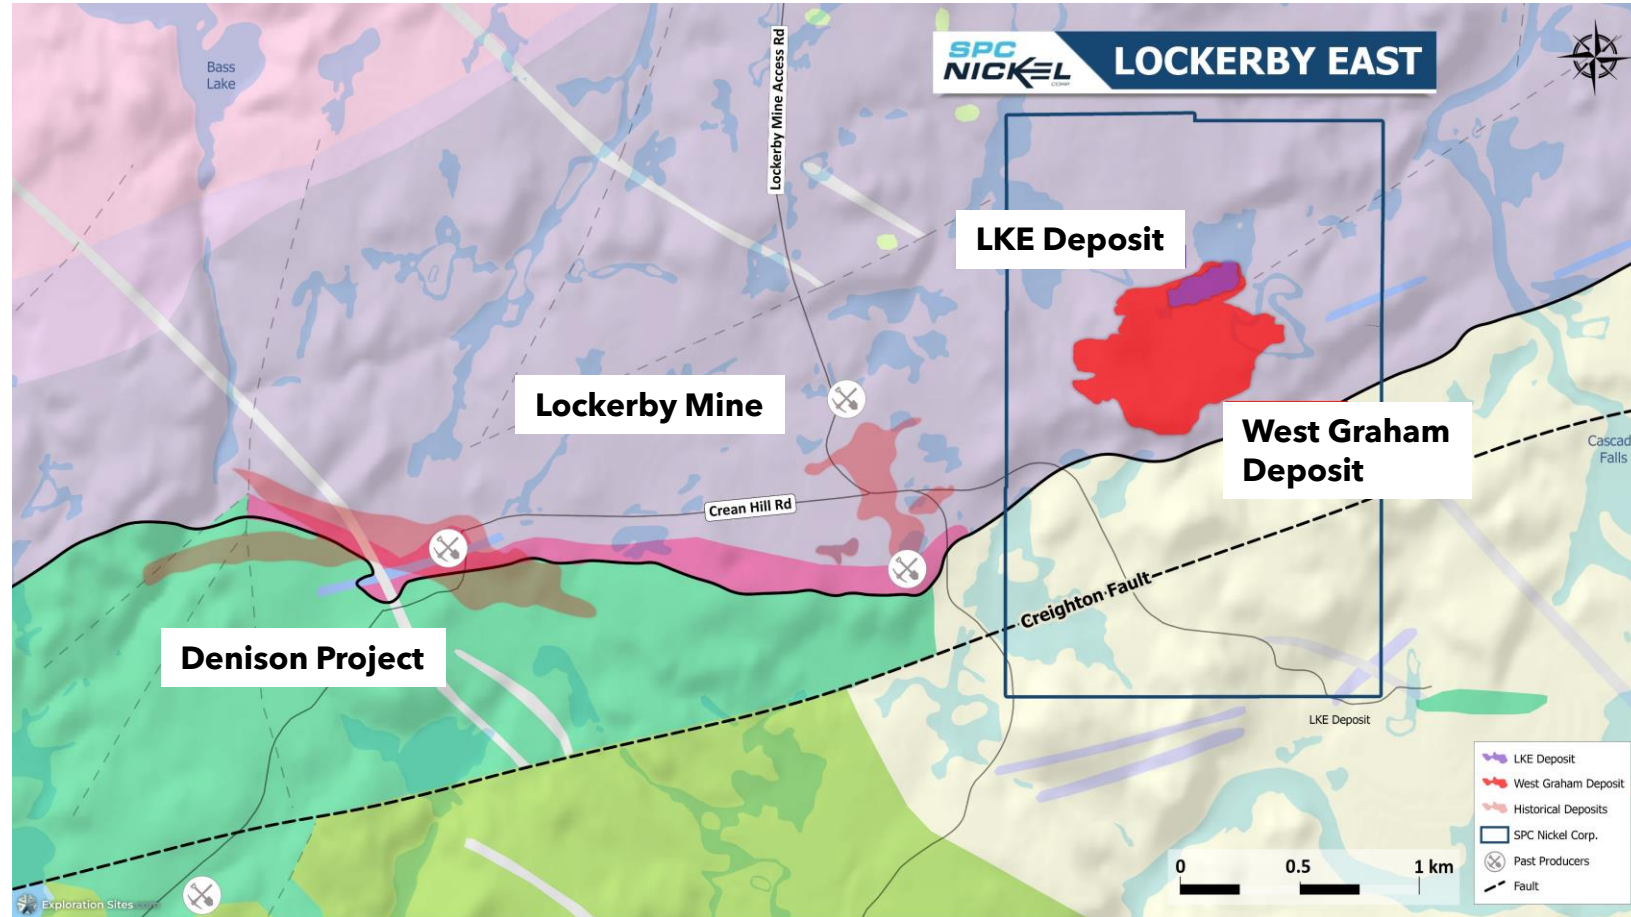 Bass
Lake
Lockerby Mine Access Rd
SPC
NICKEL
CORP
LOCKERBY EAST
LKE Deposit
Lockerby Mine
West Graham
Deposit
Cascad
Falls
Crean Hill Rd
Creighton Fault
Denison Project
LKE Deposit
LKE Deposit
West Graham Deposit
Historical Deposits
SPC Nickel Corp.
Past Producers
Fault
0 0.5 1 km
Exploration Sites.com